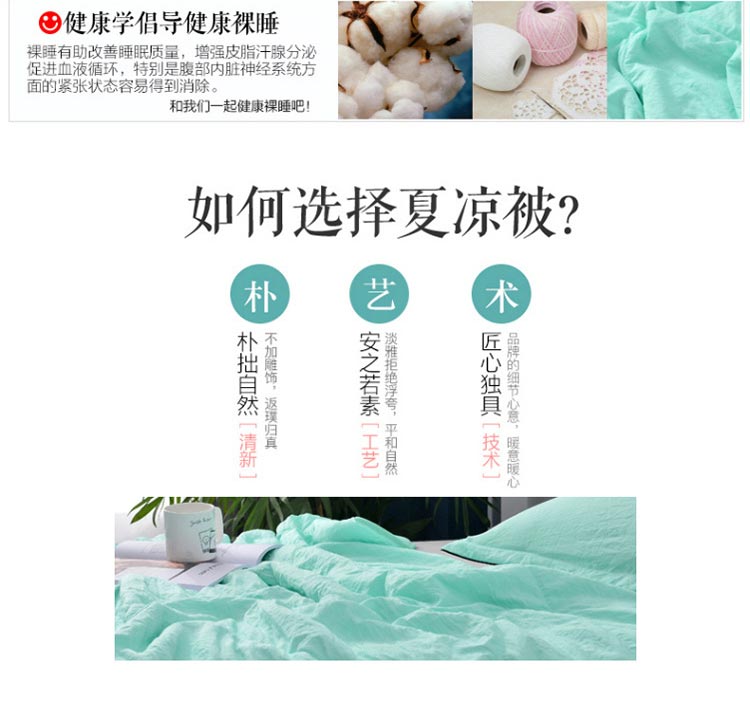 健康学倡导健康裸睡
裸睡有助改善睡眠质量，增强皮脂汗腺分泌
促进血液循环，特别是腹部内脏神经系统方
面的紧张状态容易得到消除。
和我们一起健康裸睡吧！
如何选择夏凉被？
朴
朴拙自然[清新]
不加雕饰，返璞归真
艺
安之若素[工艺]
淡雅拒绝浮夸，平和自然
术
匠心独具[技术]
品牌的细节心意，暖意暖心